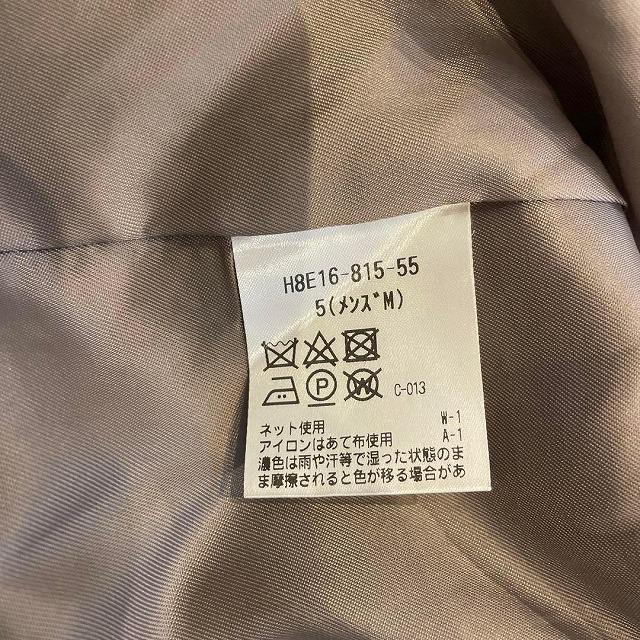 H8E16-815-55
5(ﾒﾝｽﾞM)
P W C-013
ネット使用 W-1
アイロンはあて布使用 A-1
濃色は雨や汗等で湿った状態のま
ま摩擦されると色が移る場合があ